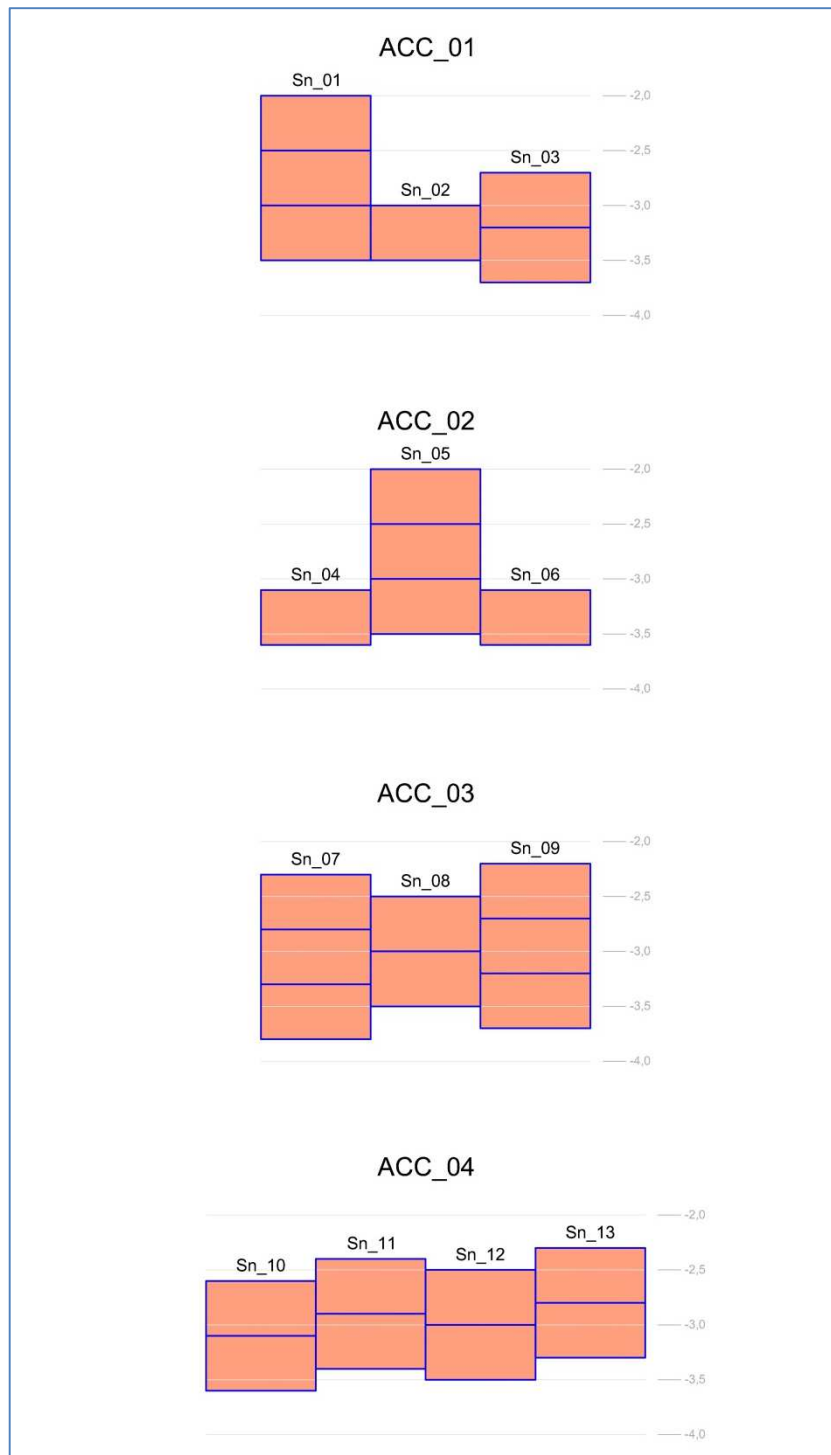 ACC_01
Sn_01
-2,0
-2,5
Sn_03
Sn_02
-3,0
-3,5
-4,0
ACC_02
Sn_05
-2,0
-2,5
Sn_04
Sn_06
-3,0
-3,5
-4,0
ACC_03
-2,0
Sn_07
Sn_09
Sn_08
-2,5
-3,0
-3,5
-4,0
ACC_04
-2,0
Sn_10
Sn_11
Sn_12
Sn_13
-2,5
-3,0
-3,5
-4,0